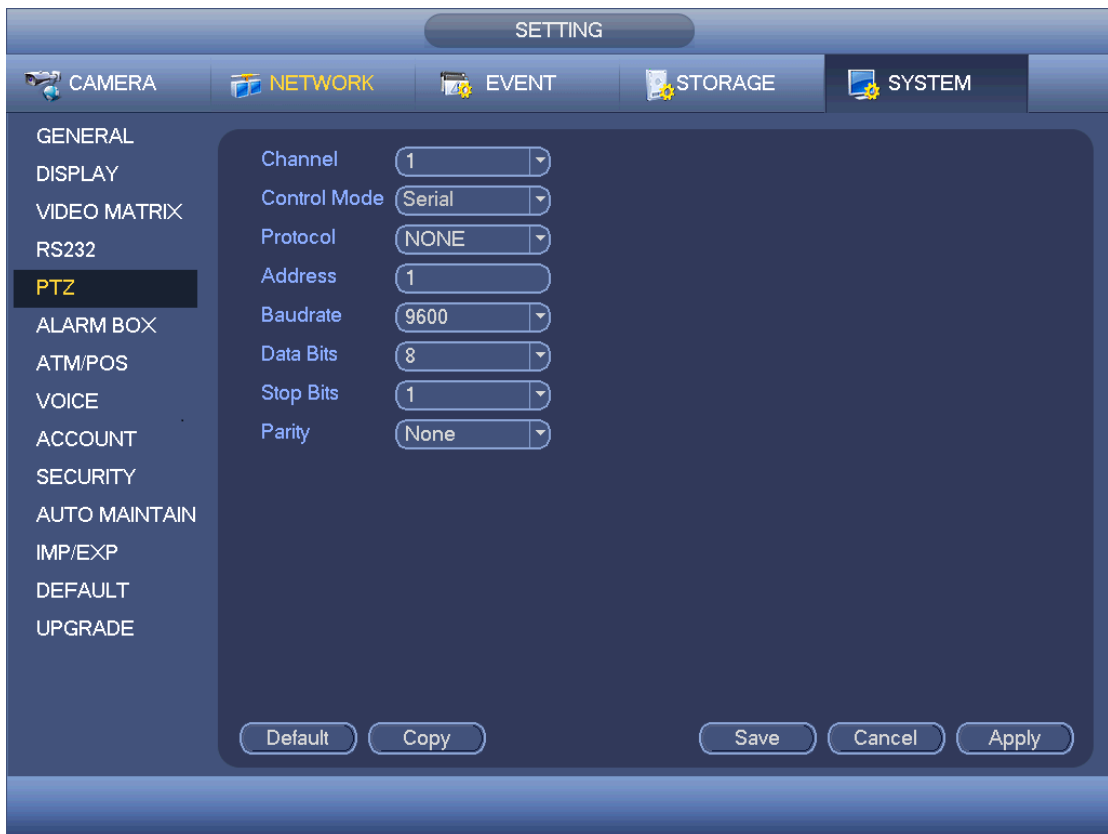 SETTING
CAMERA NETWORK EVENT STORAGE SYSTEM
GENERAL
DISPLAY
VIDEO MATRIX
RS232
PTZ
ALARM BOX
ATM/POS
VOICE
ACCOUNT
SECURITY
AUTO MAINTAIN
IMP/EXP
DEFAULT
UPGRADE
Channel 1
Control Mode Serial
Protocol NONE
Address 1
Baudrate 9600
Data Bits 8
Stop Bits 1
Parity None
Default Copy Save Cancel Apply